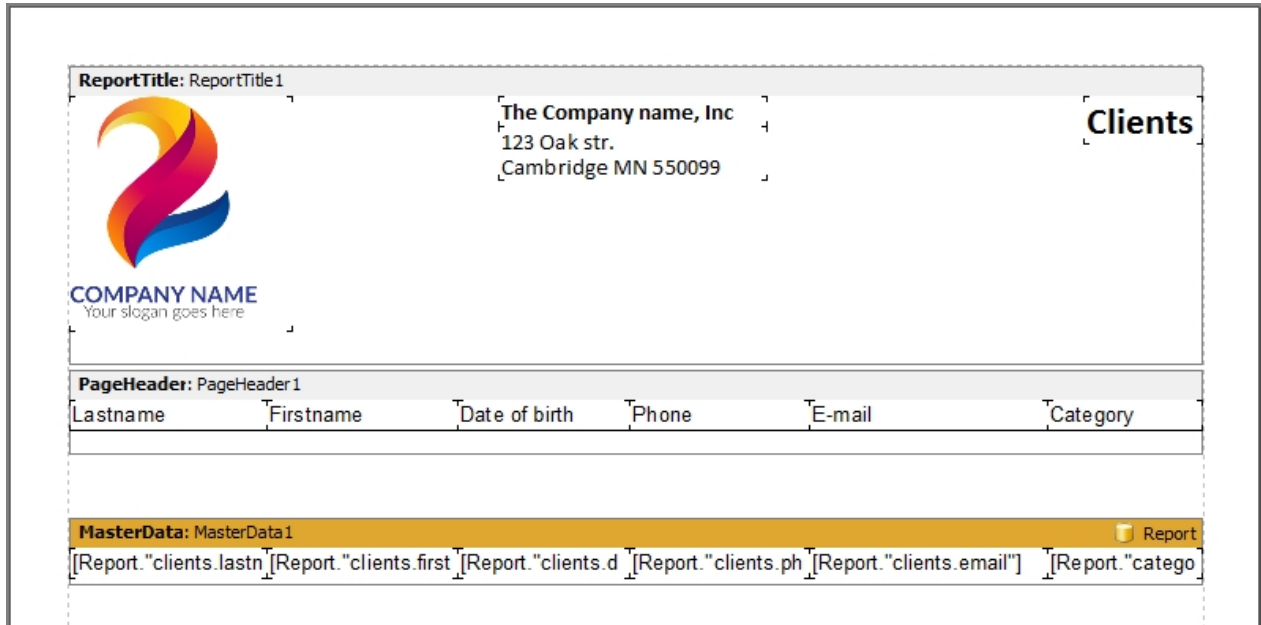 ReportTitle: ReportTitle1
The Company name, Inc
Clients
123 Oak str.
Cambridge MN 550099
COMPANY NAME
Your slogan goes here
PageHeader: PageHeader1
Lastname Firstname Date of birth Phone E-mail Category
MasterData: MasterData1 Report
[Report."clients.lastn [Report."clients.first [Report."clients.d [Report."clients.ph [Report."clients.email"] [Report."catego